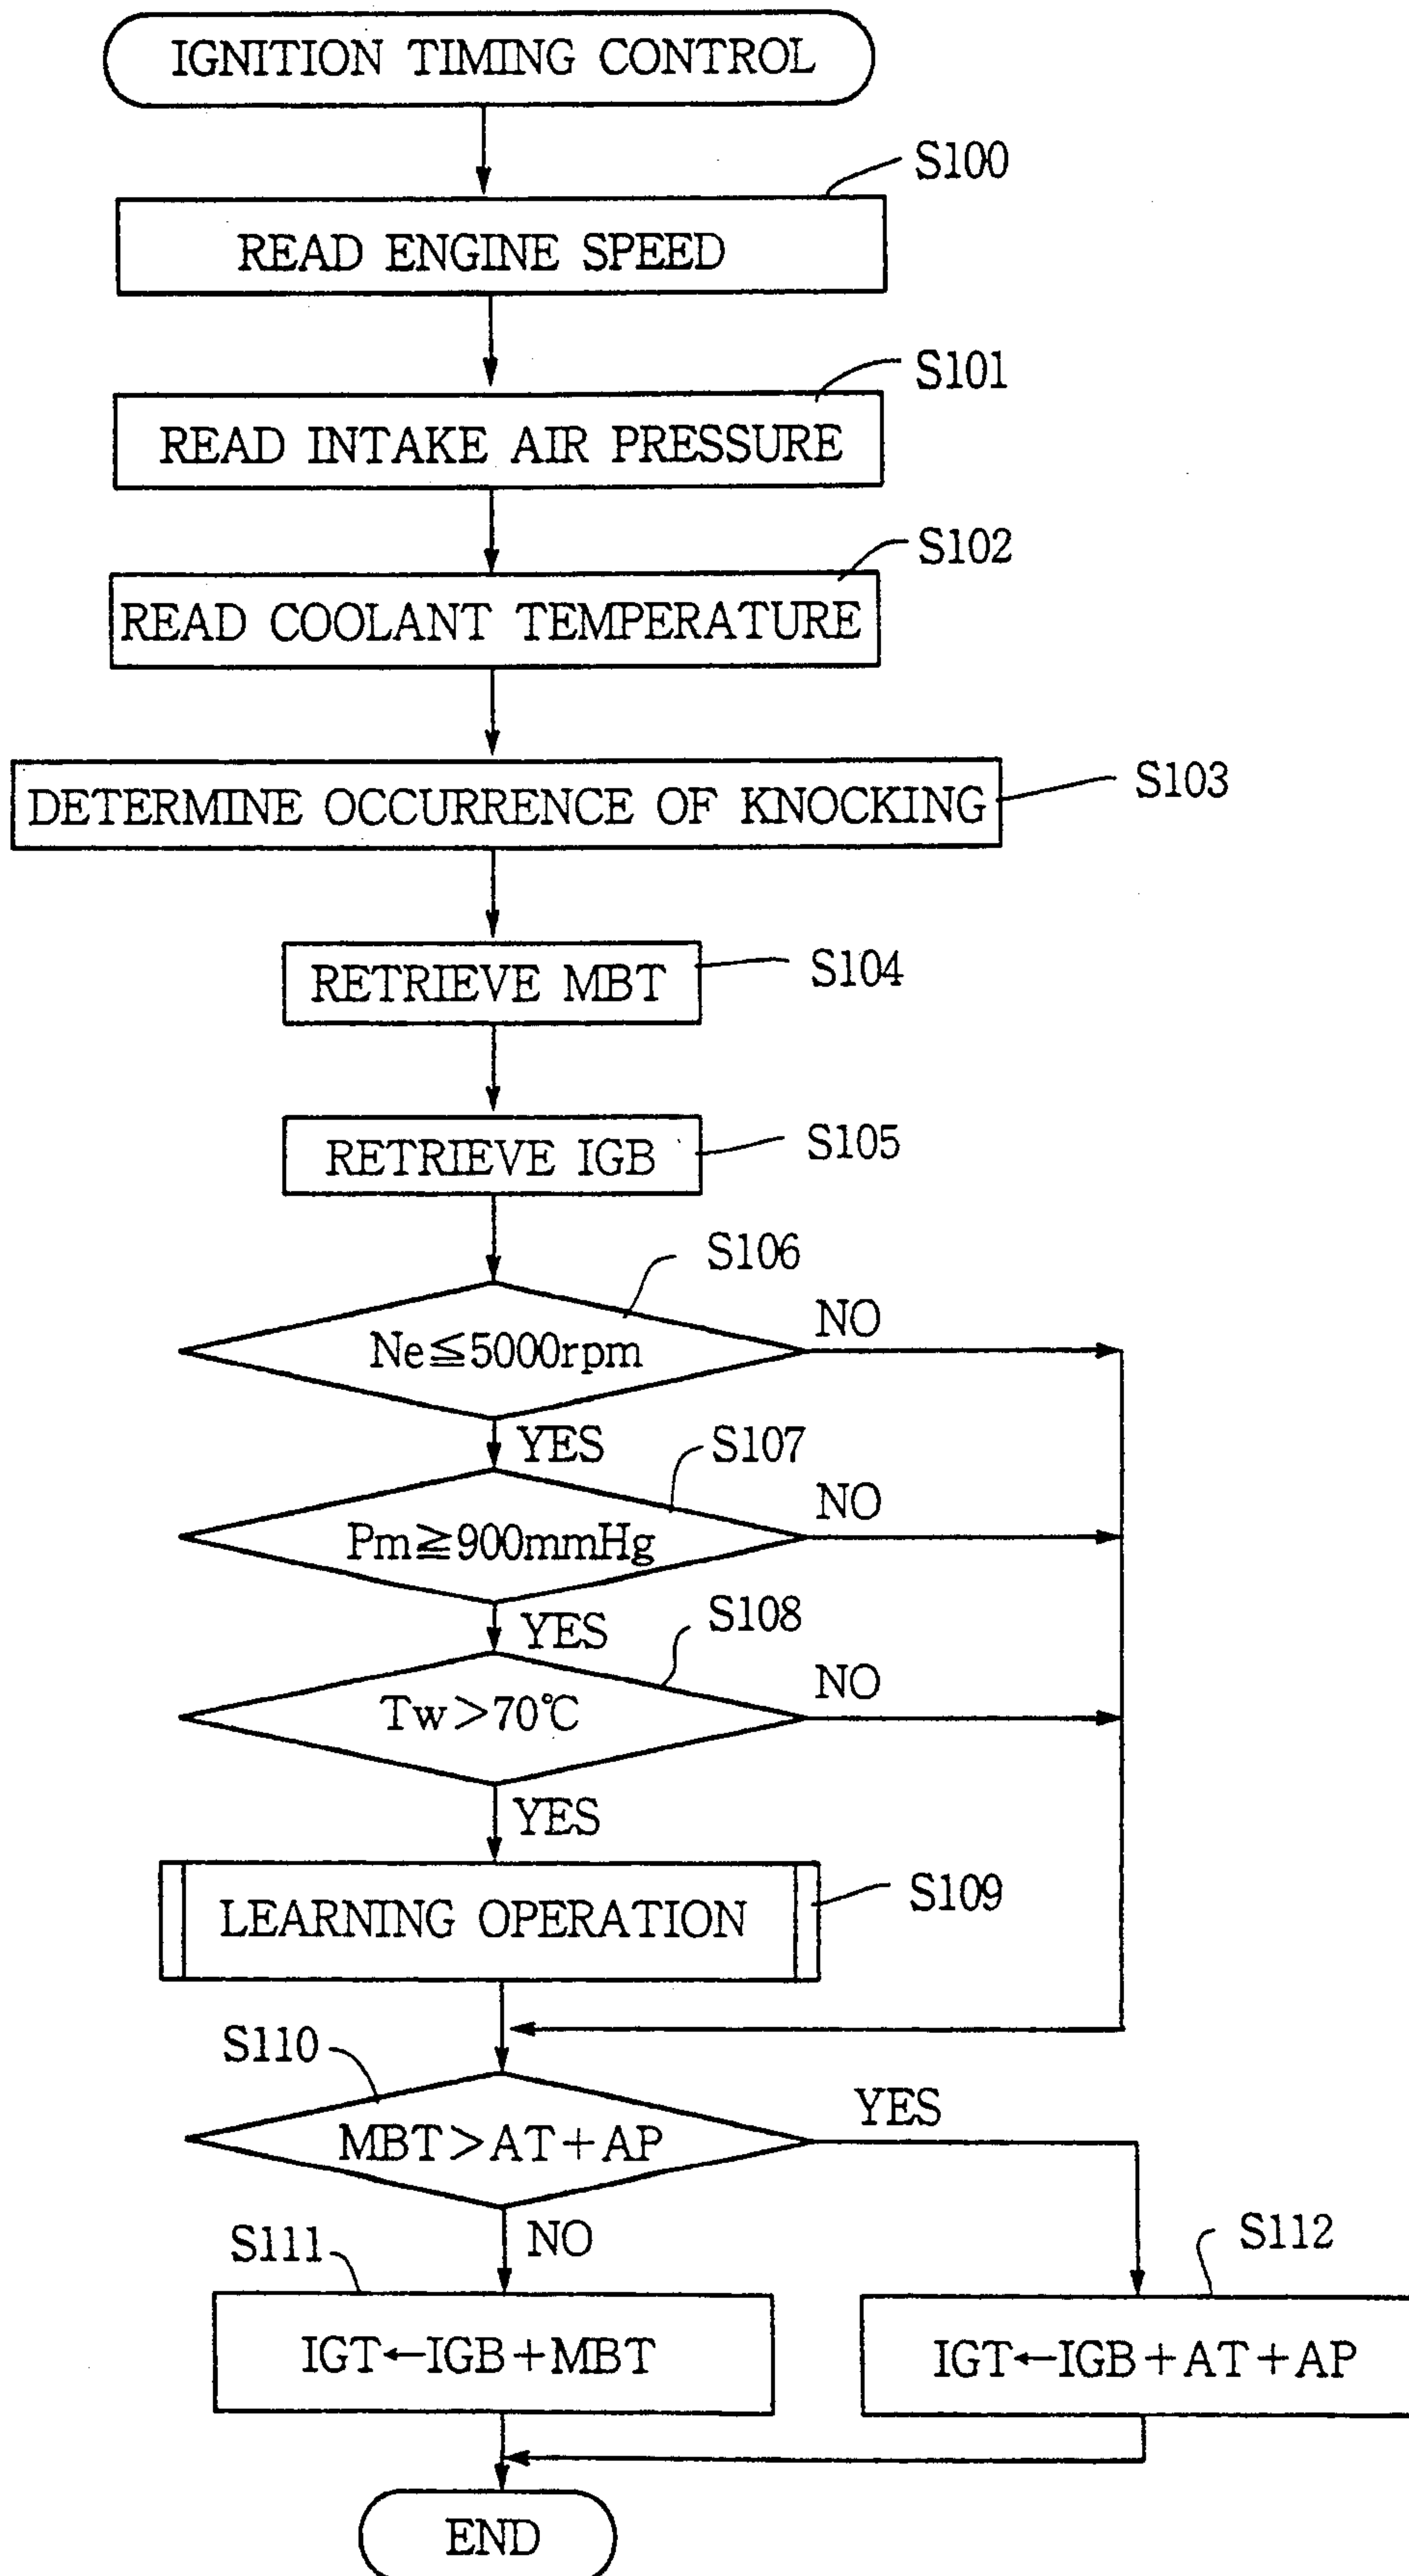 IGNITION TIMING CONTROL
S100
READ ENGINE SPEED
S101
READ INTAKE AIR PRESSURE
S102
READ COOLANT TEMPERATURE
S103
DETERMINE OCCURRENCE OF KNOCKING
S104
RETRIEVE MBT
S105
RETRIEVE IGB
S106
Ne≦5000rpm
NO
YES
S107
Pm≧900mmHg
NO
YES
S108
Tw>70℃
NO
YES
S109
LEARNING OPERATION
S110
MBT>AT+AP
YES
NO
S111
IGT←IGB+MBT
S112
IGT←IGB+AT+AP
END